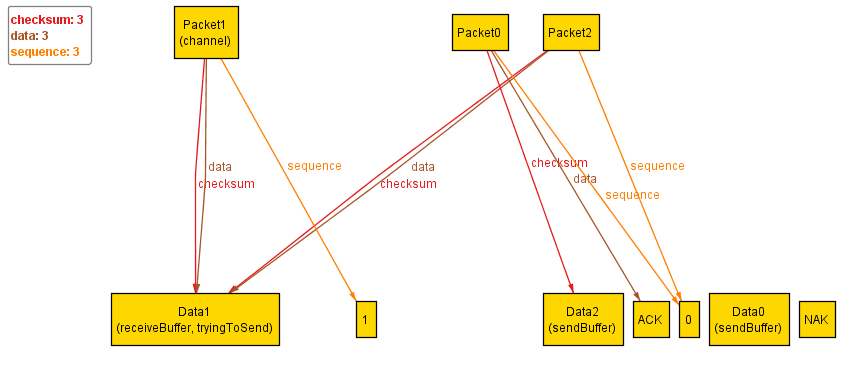 checksum: 3
data: 3
sequence: 3
Packet1
(channel)
Packet0
Packet2
data
checksum
sequence
data
checksum
checksum
data
sequence
sequence
Data1
(receiveBuffer, tryingToSend)
1
Data2
(sendBuffer)
ACK
0
Data0
(sendBuffer)
NAK